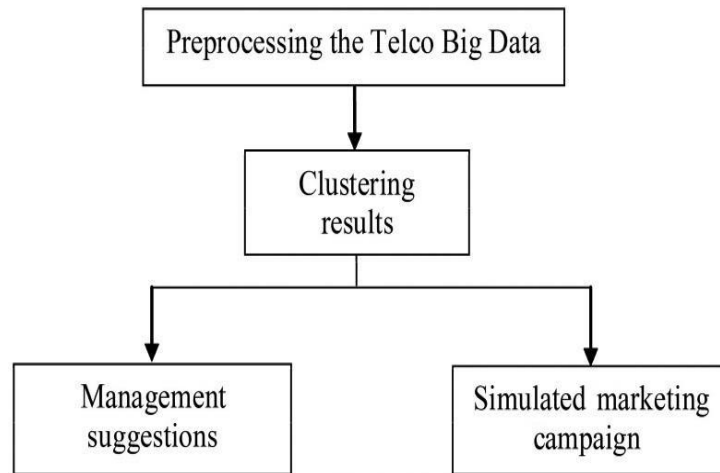 Preprocessing the Telco Big Data
Clustering
results
Management
suggestions
Simulated marketing
campaign